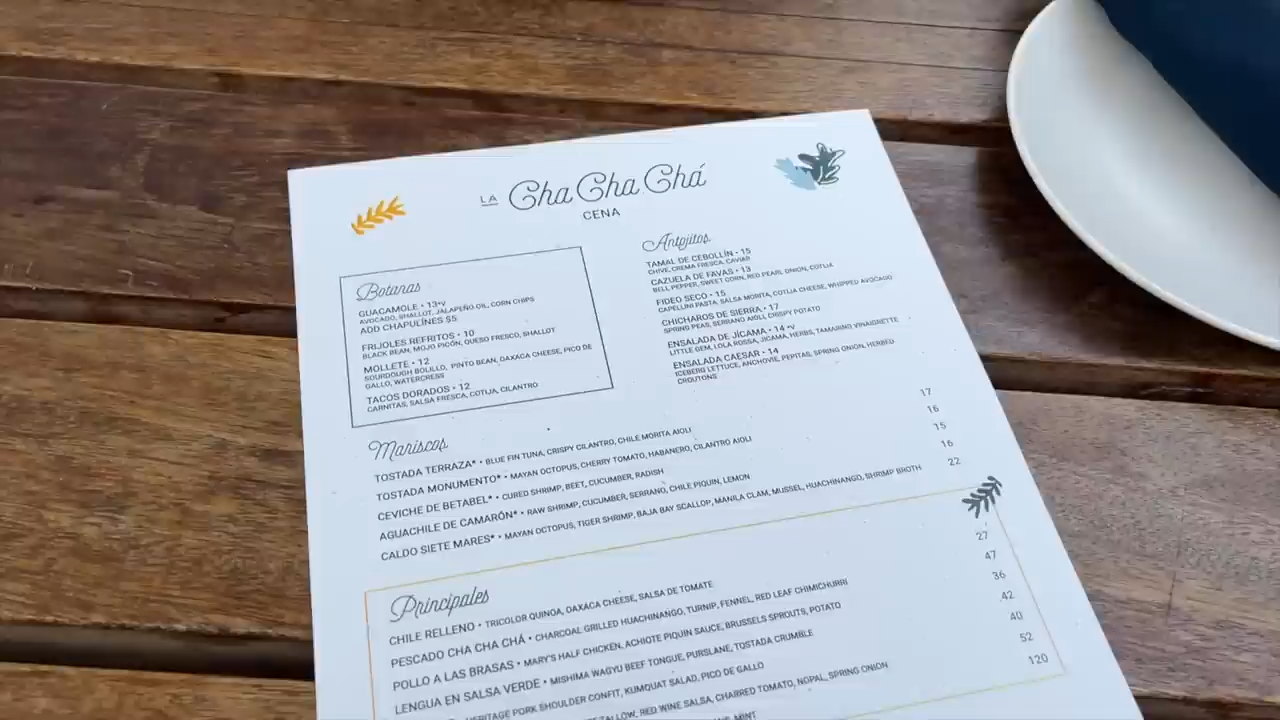 LA Cha Cha Chá
CENA
Botanas
GUACAMOLE • 13 •v
AVOCADO, SHALLOT, JALAPEÑO OIL, CORN CHIPS
ADD CHAPULÍNES $5
FRIJOLES REFRITOS • 10
BLACK BEAN, MOJO PICÓN, QUESO FRESCO, SHALLOT
MOLLETE • 12
SOURDOUGH BOLILLO, PINTO BEAN, OAXACA CHEESE, PICO DE
GALLO, WATERCRESS
TACOS DORADOS • 12
CARNITAS, SALSA FRESCA, COTIJA, CILANTRO
Antojitos
TAMAL DE CEBOLLÍN • 15
CHIVE, CREMA FRESCA, CAVIAR
CAZUELA DE FAVAS • 13
BELL PEPPER, SWEET CORN, RED PEARL ONION, COTIJA
FIDEO SECO • 15
CAPELLINI PASTA, SALSA MORITA, COTIJA CHEESE, WHIPPED AVOCADO
CHICHAROS DE SIERRA • 17
SPRING PEAS, SERRANO AIOLI, CRISPY POTATO
ENSALADA DE JÍCAMA • 14 •v
LITTLE GEM, LOLA ROSSA, JICAMA, HERBS, TAMARIND VINAIGRETTE
ENSALADA CAESAR • 14
ICEBERG LETTUCE, ANCHOVIE, PEPITAS, SPRING ONION, HERBED
CROUTONS
Mariscos
TOSTADA TERRAZA* • BLUE FIN TUNA, CRISPY CILANTRO, CHILE MORITA AIOLI 17
TOSTADA MONUMENTO* • MAYAN OCTOPUS, CHERRY TOMATO, HABANERO, CILANTRO AIOLI 16
CEVICHE DE BETABEL* • CURED SHRIMP, BEET, CUCUMBER, RADISH 15
AGUACHILE DE CAMARÓN* • RAW SHRIMP, CUCUMBER, SERRANO, CHILE PIQUIN, LEMON 16
CALDO SIETE MARES* • MAYAN OCTOPUS, TIGER SHRIMP, BAJA BAY SCALLOP, MANILA CLAM, MUSSEL, HUACHINANGO, SHRIMP BROTH 22
Principales
CHILE RELLENO • TRICOLOR QUINOA, OAXACA CHEESE, SALSA DE TOMATE 27
PESCADO CHA CHA CHÁ • CHARCOAL GRILLED HUACHINANGO, TURNIP, FENNEL, RED LEAF CHIMICHURRI 47
POLLO A LAS BRASAS • MARY'S HALF CHICKEN, ACHIOTE PIQUIN SAUCE, BRUSSELS SPROUTS, POTATO 36
LENGUA EN SALSA VERDE • MISHIMA WAGYU BEEF TONGUE, PURSLANE, TOSTADA CRUMBLE 42
HERITAGE PORK SHOULDER CONFIT, KUMQUAT SALAD, PICO DE GALLO 40
TALLOW, RED WINE SALSA, CHARRED TOMATO, NOPAL, SPRING ONION 52
MINT 120